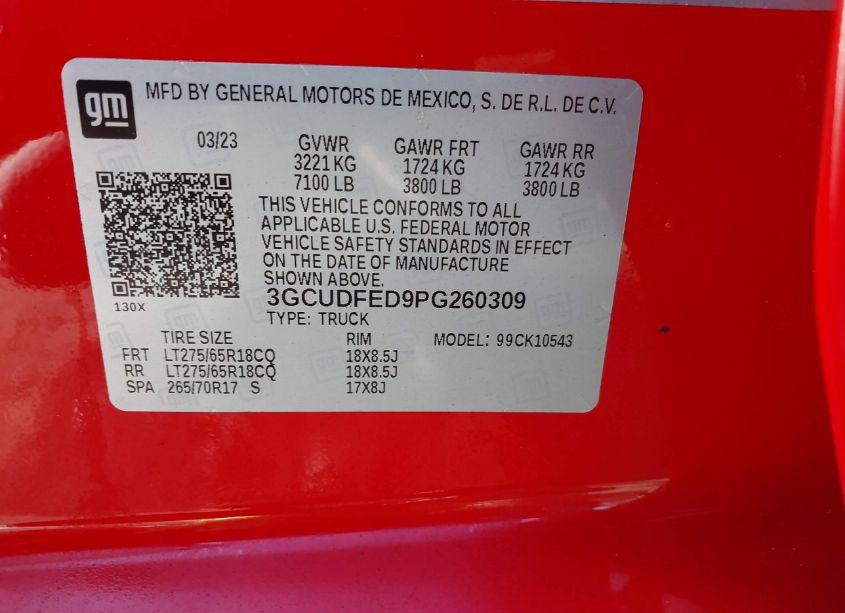 gm
MFD BY GENERAL MOTORS DE MEXICO, S. DE R.L. DE C.V.
03/23 GVWR GAWR FRT GAWR RR
3221 KG 1724 KG 1724 KG
7100 LB 3800 LB 3800 LB
THIS VEHICLE CONFORMS TO ALL
APPLICABLE U.S. FEDERAL MOTOR
VEHICLE SAFETY STANDARDS IN EFFECT
ON THE DATE OF MANUFACTURE
SHOWN ABOVE.
3GCUDFED9PG260309
130X
TYPE: TRUCK
TIRE SIZE RIM MODEL: 99CK10543
FRT LT275/65R18CQ 18X8.5J
RR LT275/65R18CQ 18X8.5J
SPA 265/70R17 S 17X8J